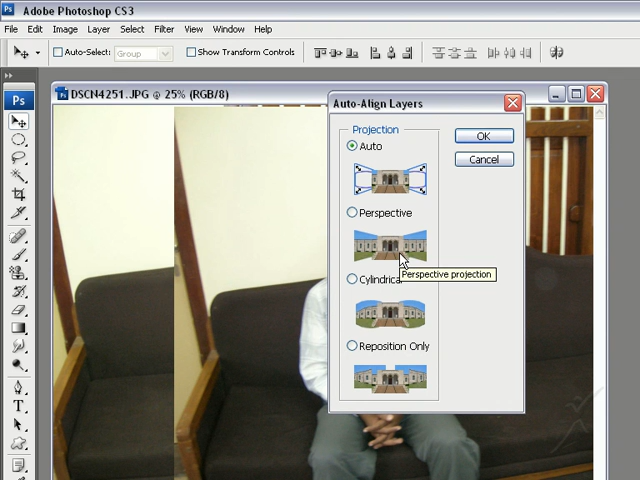 Ps Adobe Photoshop CS3
File Edit Image Layer Select Filter View Window Help
Auto-Select: Group Show Transform Controls
DSCN4251.JPG @ 25% (RGB/8)
Ps
Auto-Align Layers
Projection
Auto
OK
Cancel
Perspective
Perspective projection
Cylindrica
Reposition Only
T